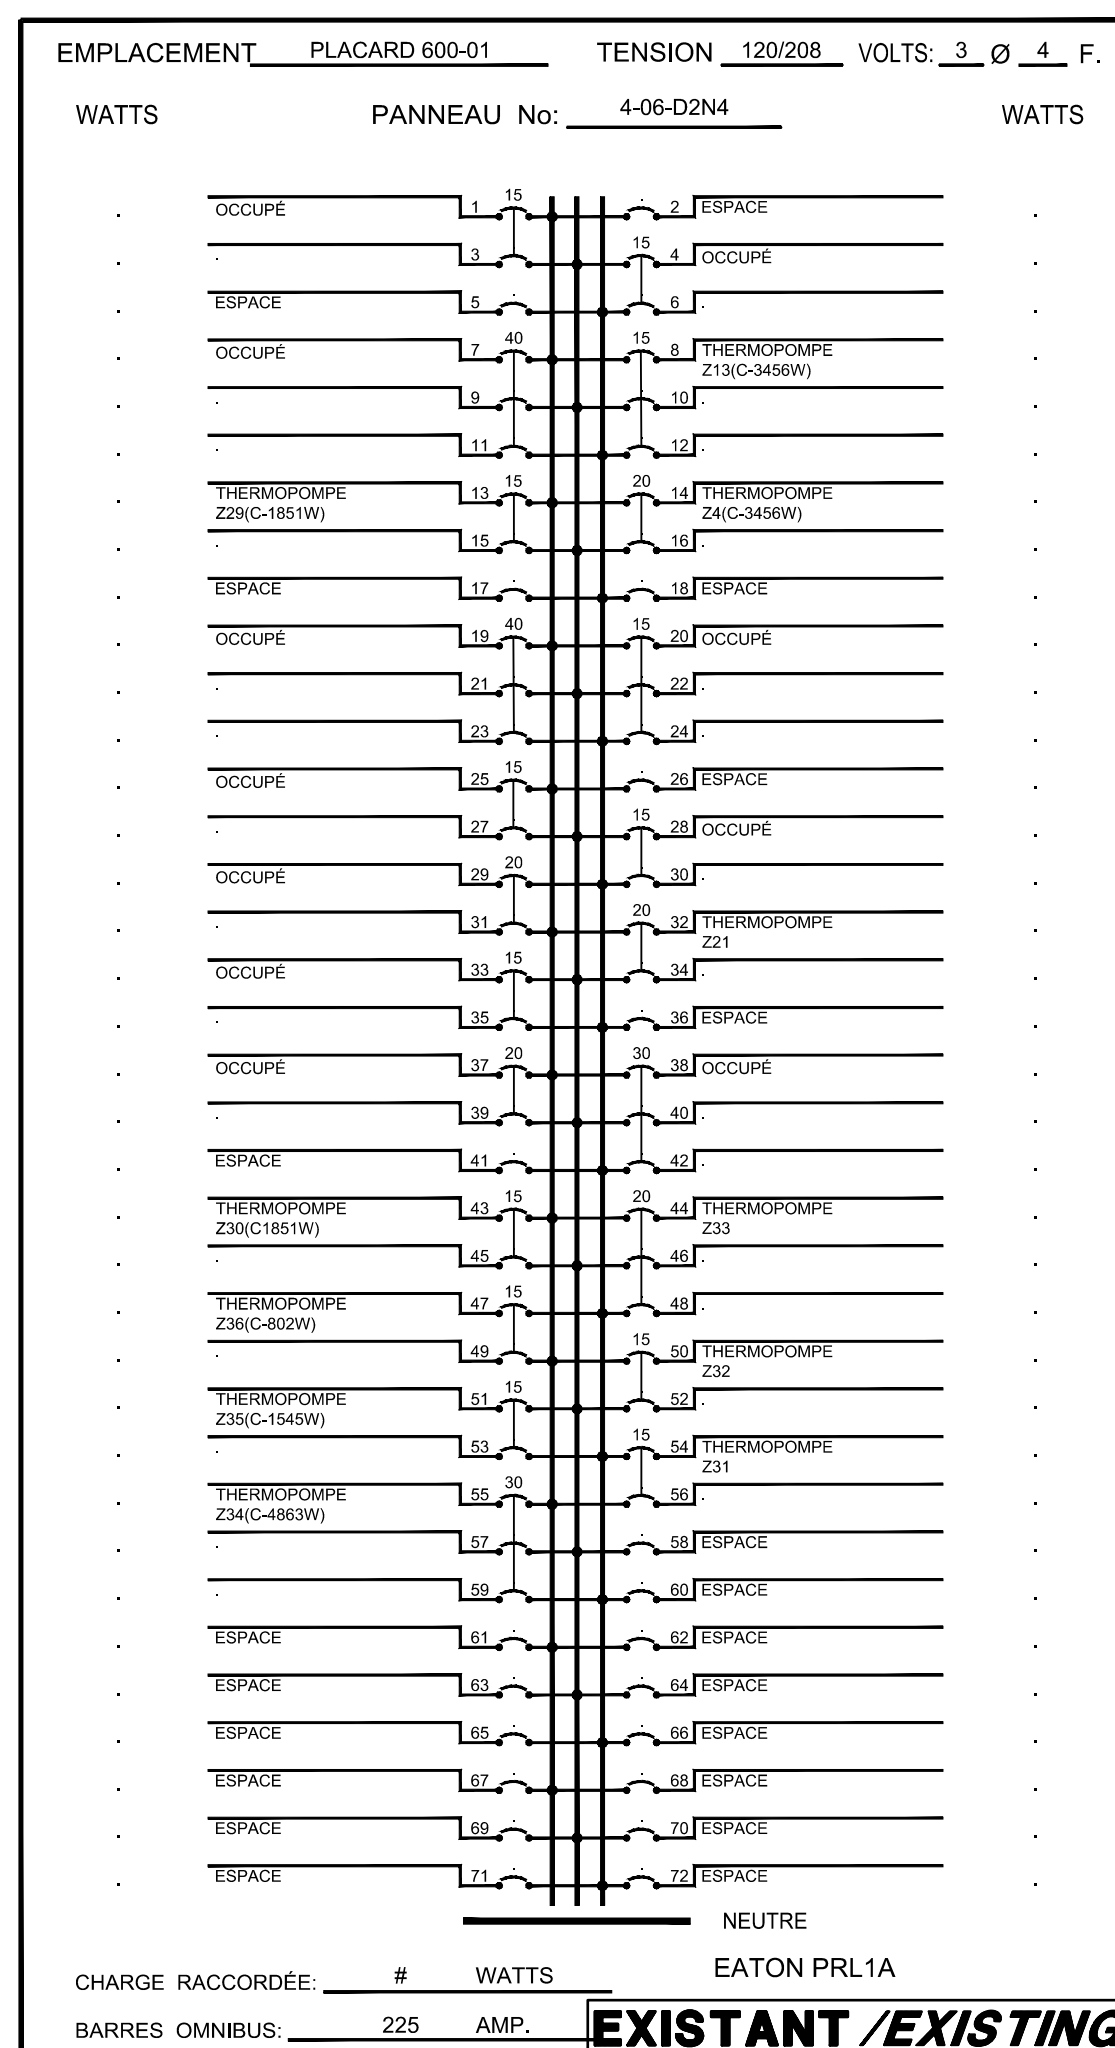 EMPLACEMENT PLACARD 600-01 TENSION 120/208 VOLTS: 3 Ø 4 F.
WATTS PANNEAU No: 4-06-D2N4 WATTS
15
OCCUPÉ 1 2 ESPACE
15
. 3 4 OCCUPÉ
ESPACE 5 6 .
40 15
OCCUPÉ 7 8 THERMOPOMPE
Z13(C-3456W)
. 9 10 .
. 11 12 .
15 20
THERMOPOMPE 13 14 THERMOPOMPE
Z29(C-1851W) Z4(C-3456W)
. 15 16 .
ESPACE 17 18 ESPACE
40 15
OCCUPÉ 19 20 OCCUPÉ
. 21 22 .
. 23 24 .
15
OCCUPÉ 25 26 ESPACE
15
. 27 28 OCCUPÉ
20
OCCUPÉ 29 30 .
20
. 31 32 THERMOPOMPE
Z21
15
OCCUPÉ 33 34 .
. 35 36 ESPACE
20 30
OCCUPÉ 37 38 OCCUPÉ
. 39 40 .
ESPACE 41 42 .
15 20
THERMOPOMPE 43 44 THERMOPOMPE
Z30(C1851W) Z33
. 45 46 .
15
THERMOPOMPE 47 48 .
Z36(C-802W)
15
. 49 50 THERMOPOMPE
Z32
15
THERMOPOMPE 51 52 .
Z35(C-1545W)
15
. 53 54 THERMOPOMPE
Z31
30
THERMOPOMPE 55 56 .
Z34(C-4863W)
. 57 58 ESPACE
. 59 60 ESPACE
ESPACE 61 62 ESPACE
ESPACE 63 64 ESPACE
ESPACE 65 66 ESPACE
ESPACE 67 68 ESPACE
ESPACE 69 70 ESPACE
ESPACE 71 72 ESPACE
NEUTRE
EATON PRL1A
CHARGE RACCORDÉE: # WATTS
BARRES OMNIBUS: 225 AMP.
EXISTANT /EXISTING